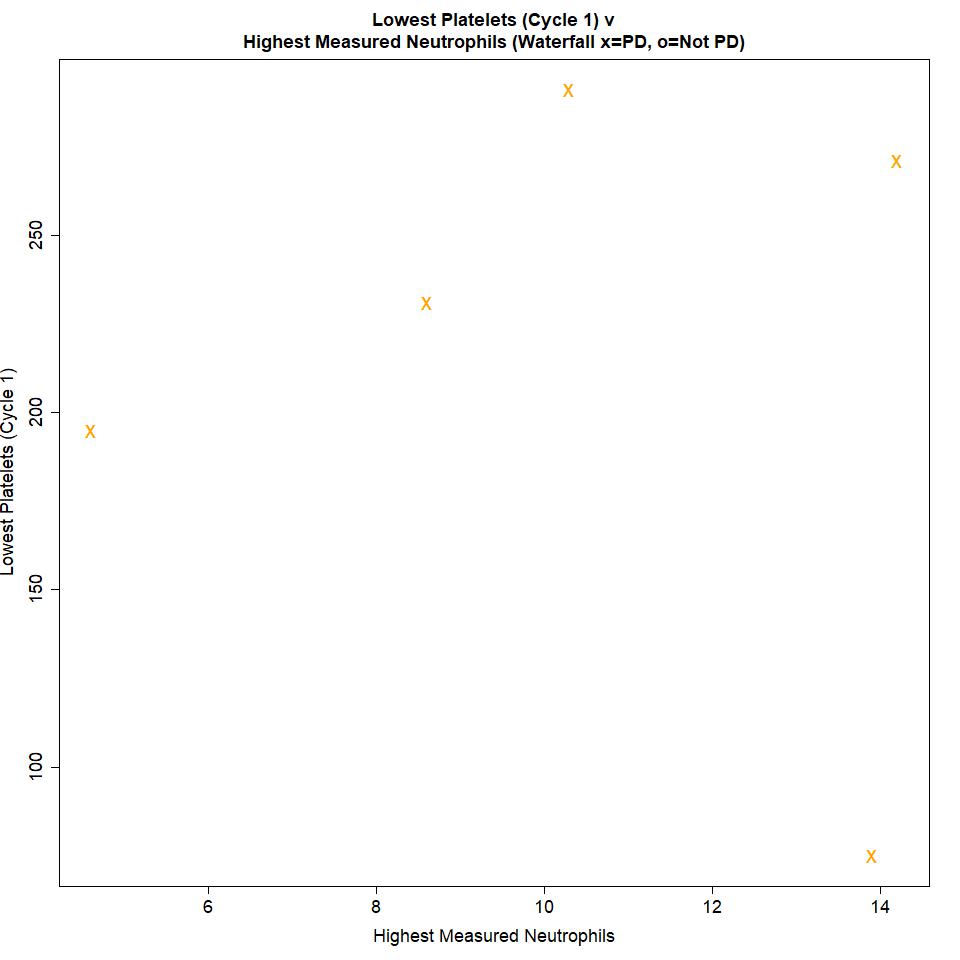 Lowest Platelets (Cycle 1) v
Highest Measured Neutrophils (Waterfall x=PD, o=Not PD)
Lowest Platelets (Cycle 1)
250
200
150
100
X
X
X
X
X
6 8 10 12 14
Highest Measured Neutrophils